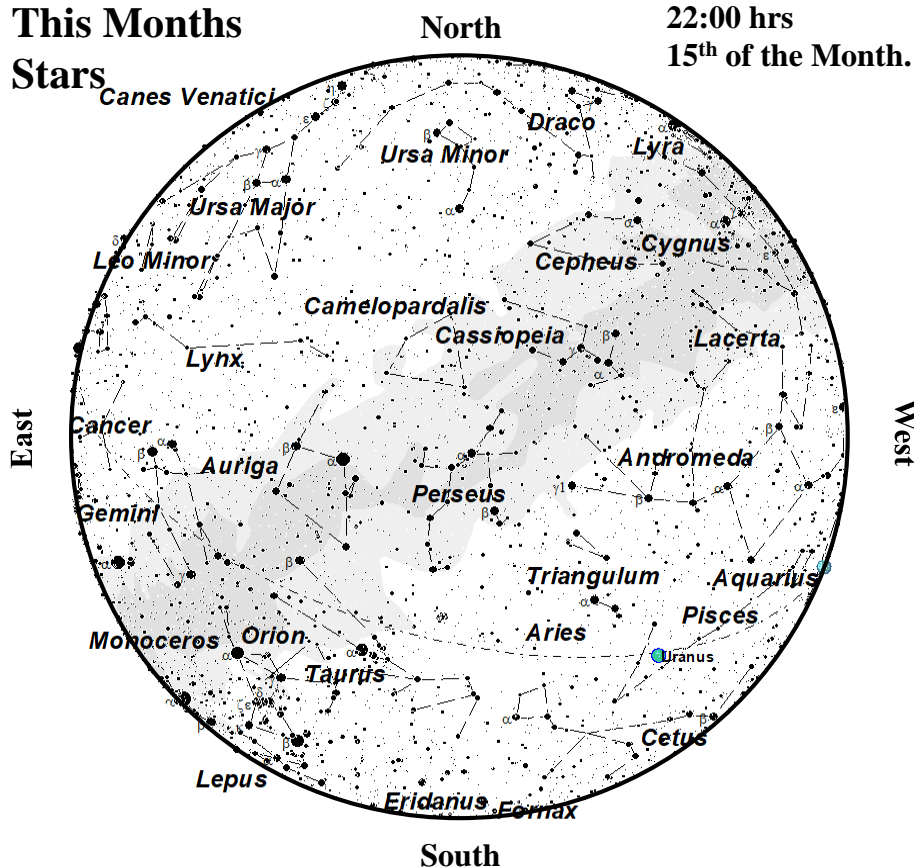 This Months
Stars
North
22:00 hrs
15th of the Month.
Canes Venatici
η
ζ
ε
γ
β
α
Draco
γ
Lyra
α
Ursa Minor
β
α
Ursa Major
δ
Leo Minor
Cepheus
α
Cygnus
α
γ
ε
Camelopardalis
Cassiopeia
β
γ
α
Lacerta
Lynx
East
West
Cancer
α
β
Auriga
β
α
Perseus
α
β
Andromeda
γ1
β
α
β
ε
α
Gemini
α
γ
β
Triangulum
α
Aquarius
Pisces
Aries
Monoceros
Orion
α
γ
Taurus
α
Uranus
δ
ζ
ε
κ
β
α
β
α
Cetus
β
Lepus
Eridanus
Fornax
South